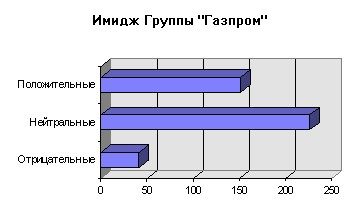 Имидж Группы "Газпром"
Положительные
Нейтральные
Отрицательные
0 50 100 150 200 250